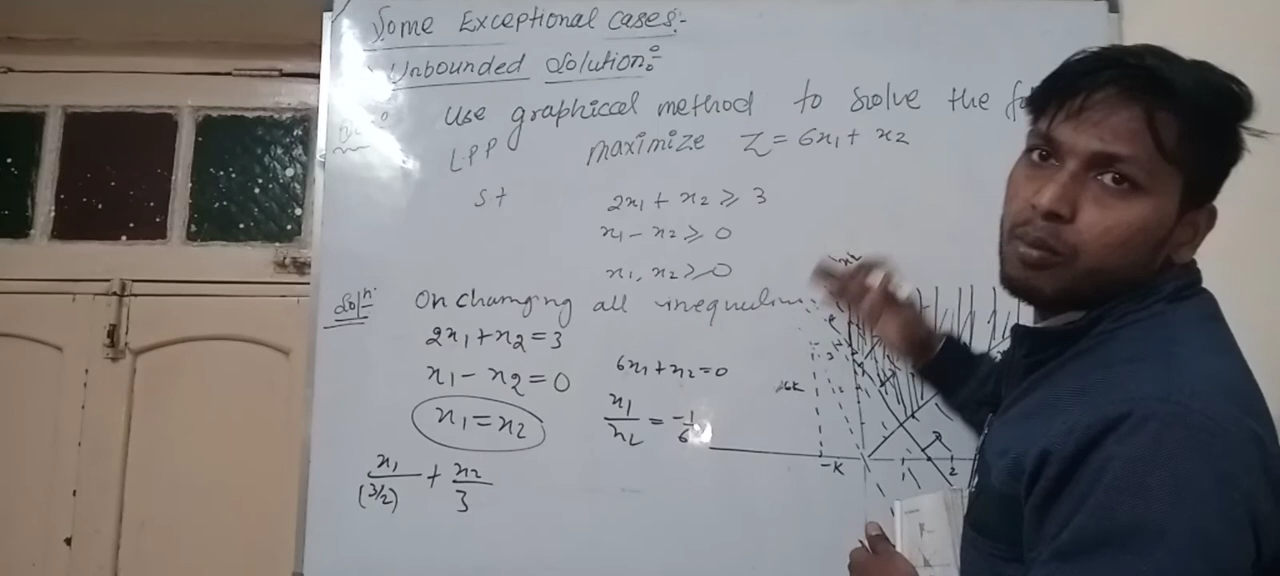 Some Exceptional Cases:-
Unbounded Solution:-
Use graphical method to solve the
LPP maximize Z = 6x1 + x2
St 2x1 + x2 ⩾ 3
x1 - x2 ⩾ 0
x1, x2 ⩾ 0
Soln. On changing all
2x1 + x2 = 3
x1 - x2 = 0
x1 = x2
x1/(3/2) + x2/3
6x1 + x2 = 0
x1/x2 = -1/6
x2
6K
-K
2